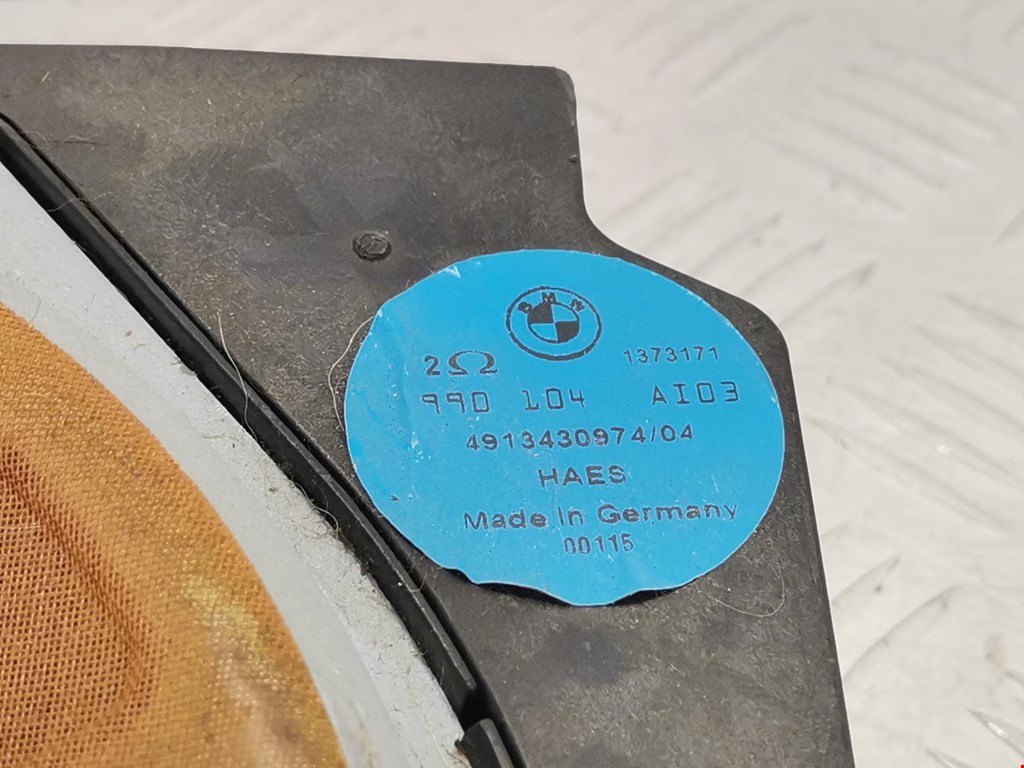 BMW
2Ω 1373171
990 104 AI03
4913430974/04
HAES
Made In Germany
00115